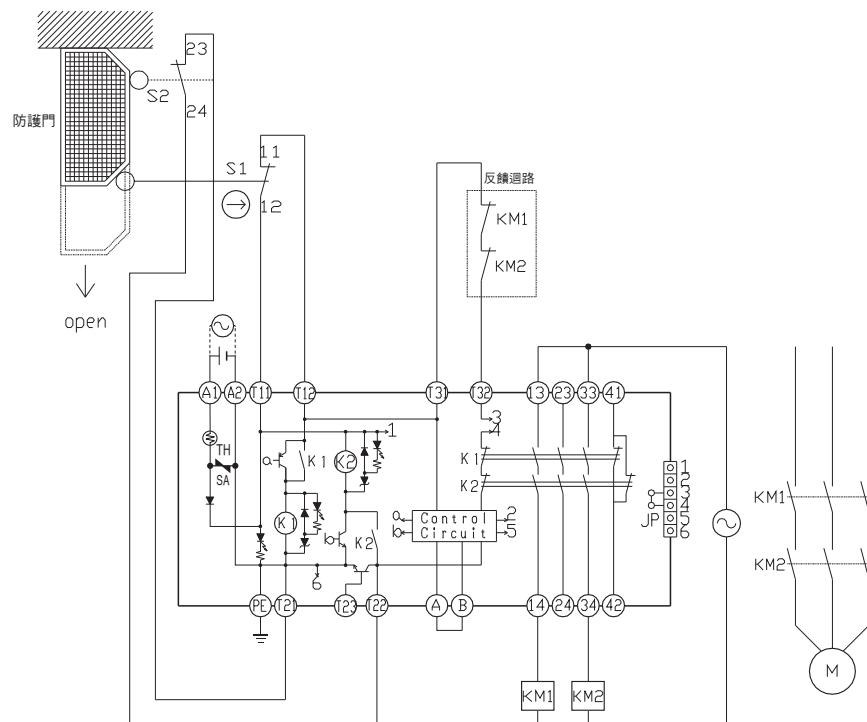 23
S2
24
防護門
11
S1
12
反饋迴路
KM1
KM2
open
A1 A2 T11 T12 T31 T32 13 23 33 41
3
1
4
TH
a
K1
K2
K1
K2
SA
1
2
3
4
5
6
JP
K1
b
K2
a
b
Control
Circuit
2
5
6
PE T21 T23 T22 A B 14 24 34 42
KM1 KM2
KM1
KM2
M